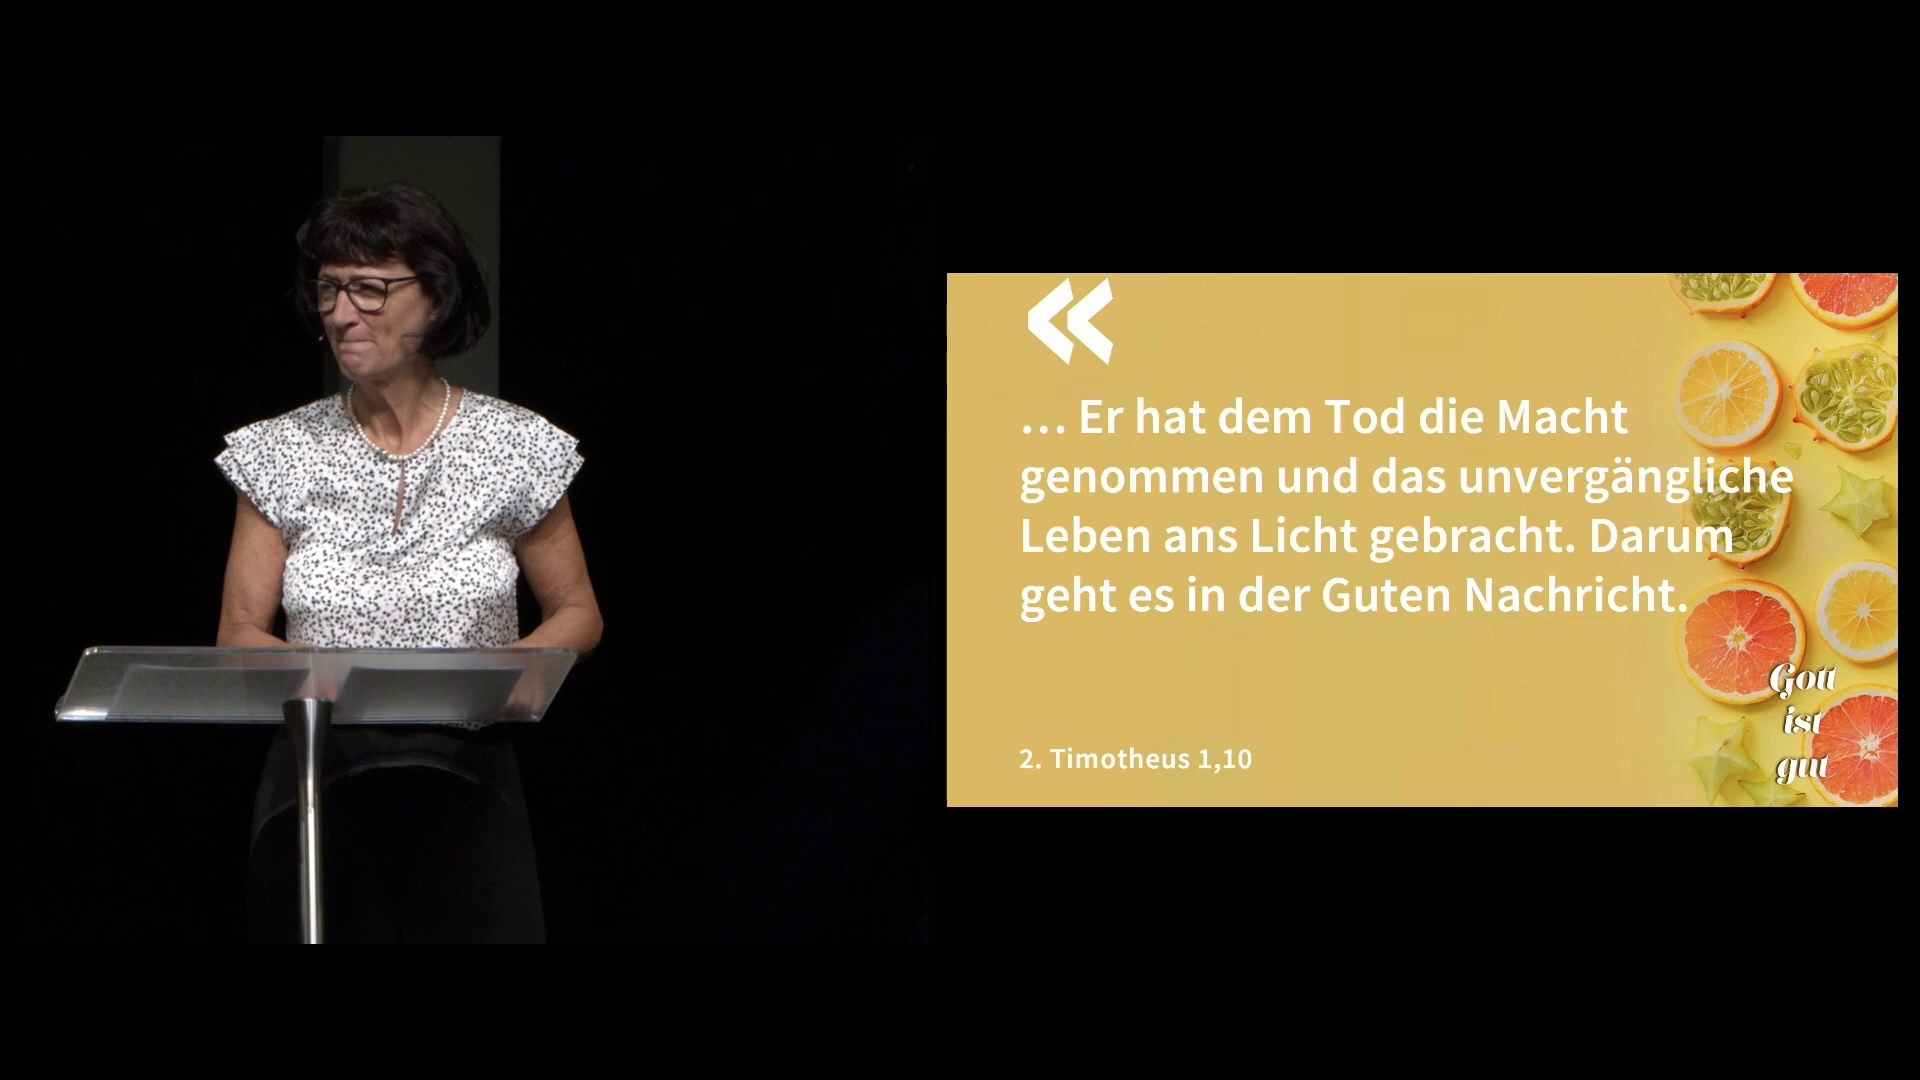 «
… Er hat dem Tod die Macht
genommen und das unvergängliche
Leben ans Licht gebracht. Darum
geht es in der Guten Nachricht.
2. Timotheus 1,10
Gott
ist
gut